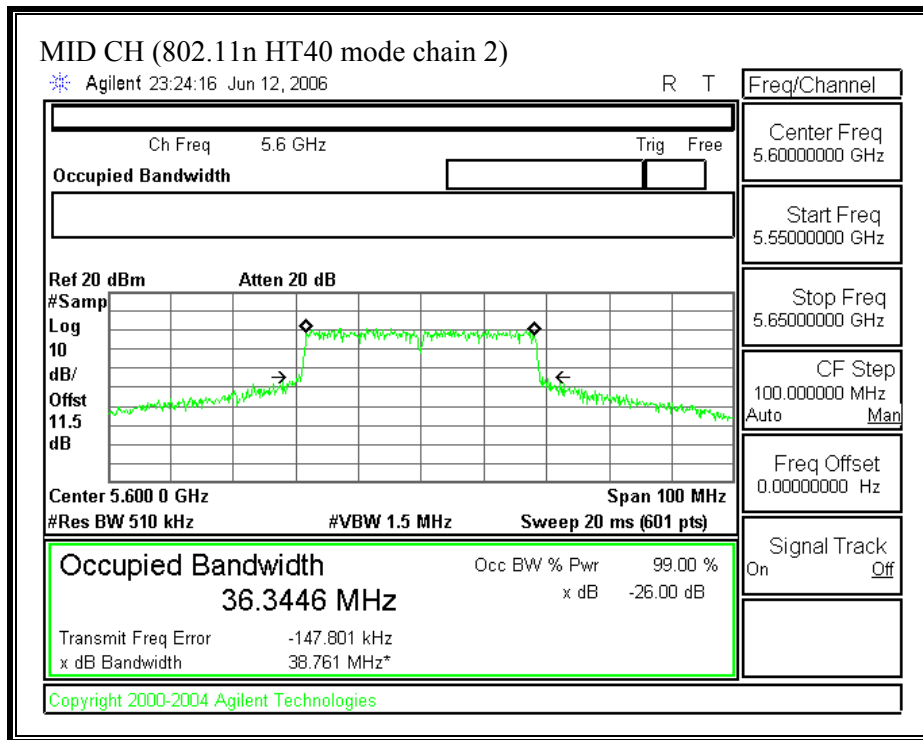 MID CH (802.11n HT40 mode chain 2)
Agilent 23:24:16 Jun 12, 2006 R T
Freq/Channel
Ch Freq 5.6 GHz Trig Free
Occupied Bandwidth
Center Freq
5.60000000 GHz
Start Freq
5.55000000 GHz
Stop Freq
5.65000000 GHz
CF Step
100.000000 MHz
Auto Man
Freq Offset
0.00000000 Hz
Signal Track
On Off
Ref 20 dBm Atten 20 dB
#Samp
Log
10
dB/
Offst
11.5
dB
Center 5.600 0 GHz Span 100 MHz
#Res BW 510 kHz #VBW 1.5 MHz Sweep 20 ms (601 pts)
Occupied Bandwidth
36.3446 MHz
Occ BW % Pwr 99.00 %
x dB -26.00 dB
Transmit Freq Error -147.801 kHz
x dB Bandwidth 38.761 MHz*
Copyright 2000-2004 Agilent Technologies